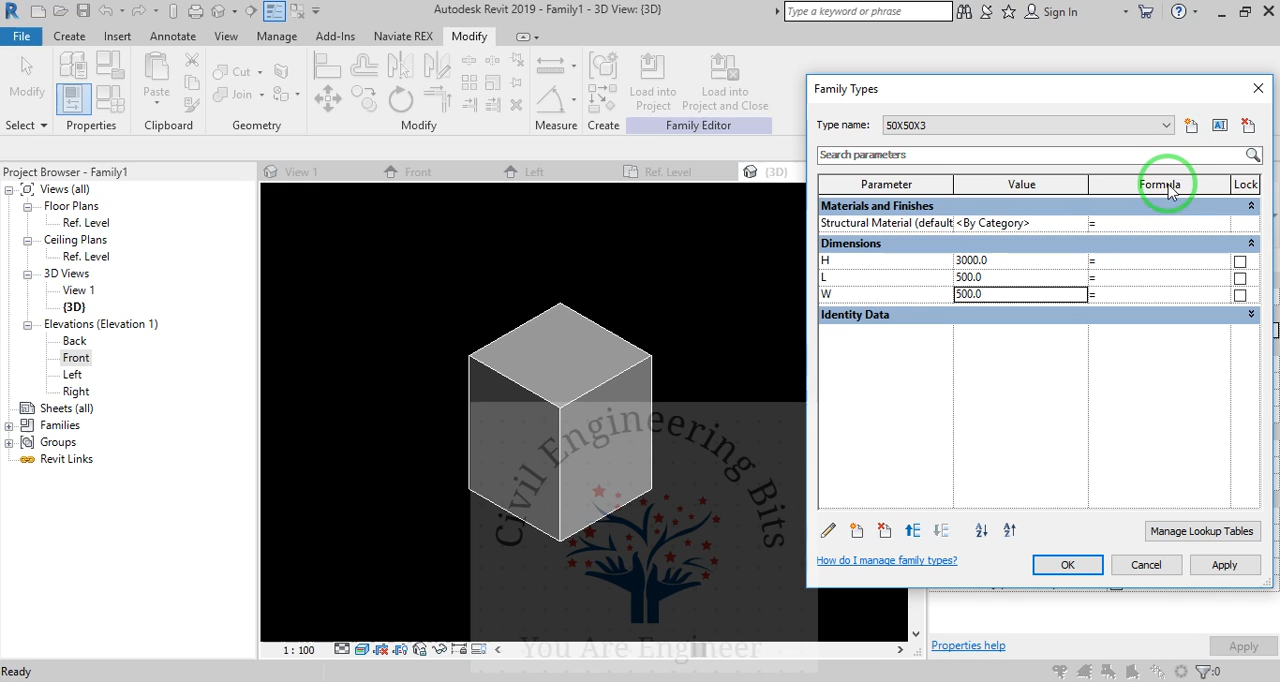 Autodesk Revit 2019 - Family1 - 3D View: {3D}
Type a keyword or phrase
Sign In
File Create Insert Annotate View Manage Add-Ins Naviate REX Modify
Modify
Paste
Cut
Join
Load into Project
Load into Project and Close
Select Properties Clipboard Geometry Modify Measure Create Family Editor
Project Browser - Family1
View 1 Front Left Ref. Level {3D}
Views (all)
Floor Plans
Ref. Level
Ceiling Plans
Ref. Level
3D Views
View 1
{3D}
Elevations (Elevation 1)
Back
Front
Left
Right
Sheets (all)
Families
Groups
Revit Links
Civil Engineering Bits
You Are Engineer
1 : 100
Family Types
Type name: 50X50X3
Search parameters
Parameter Value Formula Lock
Materials and Finishes
Structural Material (default <By Category> =
Dimensions
H 3000.0 =
L 500.0 =
W 500.0 =
Identity Data
Manage Lookup Tables
How do I manage family types?
OK Cancel Apply
Properties help
Apply
Ready
:0